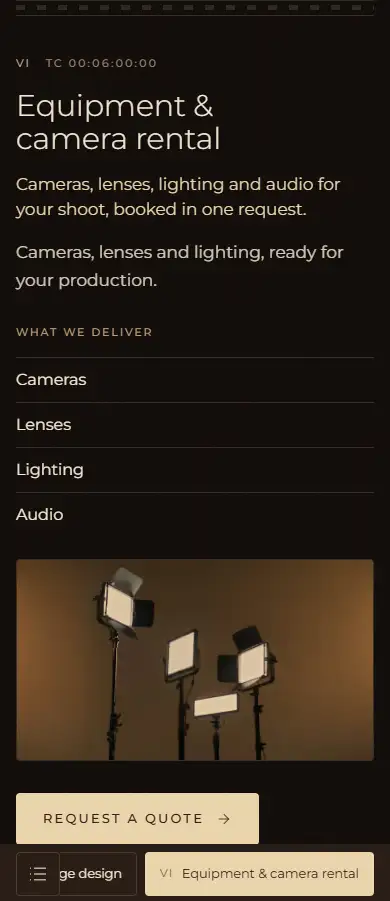 VI TC 00:06:00:00
Equipment &
camera rental
Cameras, lenses, lighting and audio for
your shoot, booked in one request.
Cameras, lenses and lighting, ready for
your production.
WHAT WE DELIVER
Cameras
Lenses
Lighting
Audio
REQUEST A QUOTE →
design
VI Equipment & camera rental